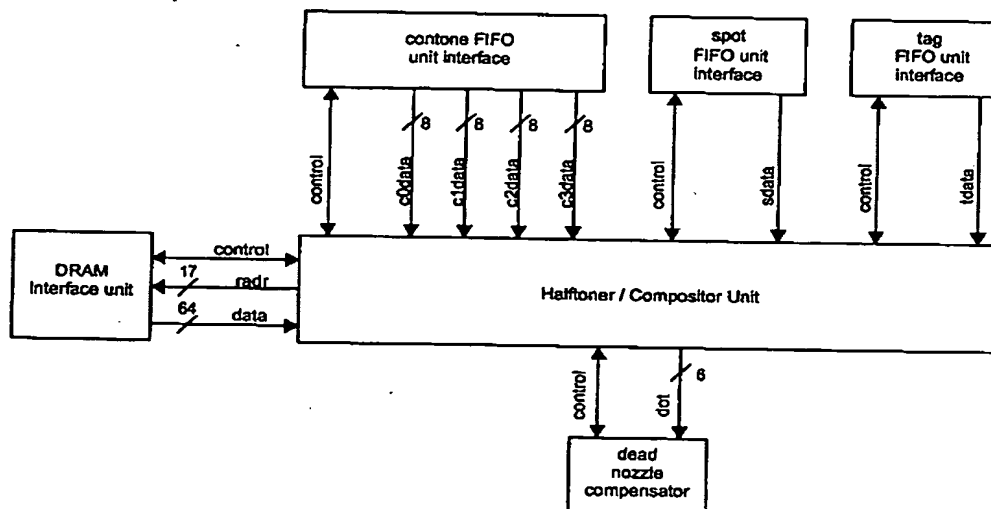 contone FIFO
unit interface
spot
FIFO unit
interface
tag
FIFO unit
interface
control
8
c0data
8
c1data
8
c2data
8
c3data
control
sdata
control
tdata
DRAM
Interface unit
control
17
radr
64
data
Halftoner / Compositor Unit
control
6
dot
dead
nozzle
compensator